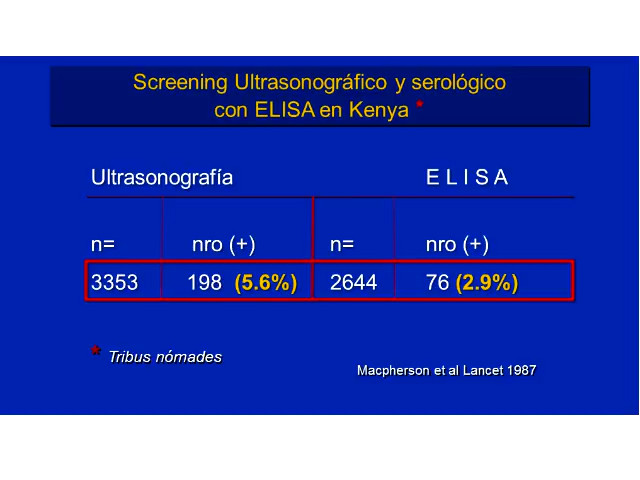 Screening Ultrasonográfico y serológico
con ELISA en Kenya *
Ultrasonografía E L I S A
n= nro (+) n= nro (+)
3353 198 (5.6%) 2644 76 (2.9%)
* Tribus nómades
Macpherson et al Lancet 1987